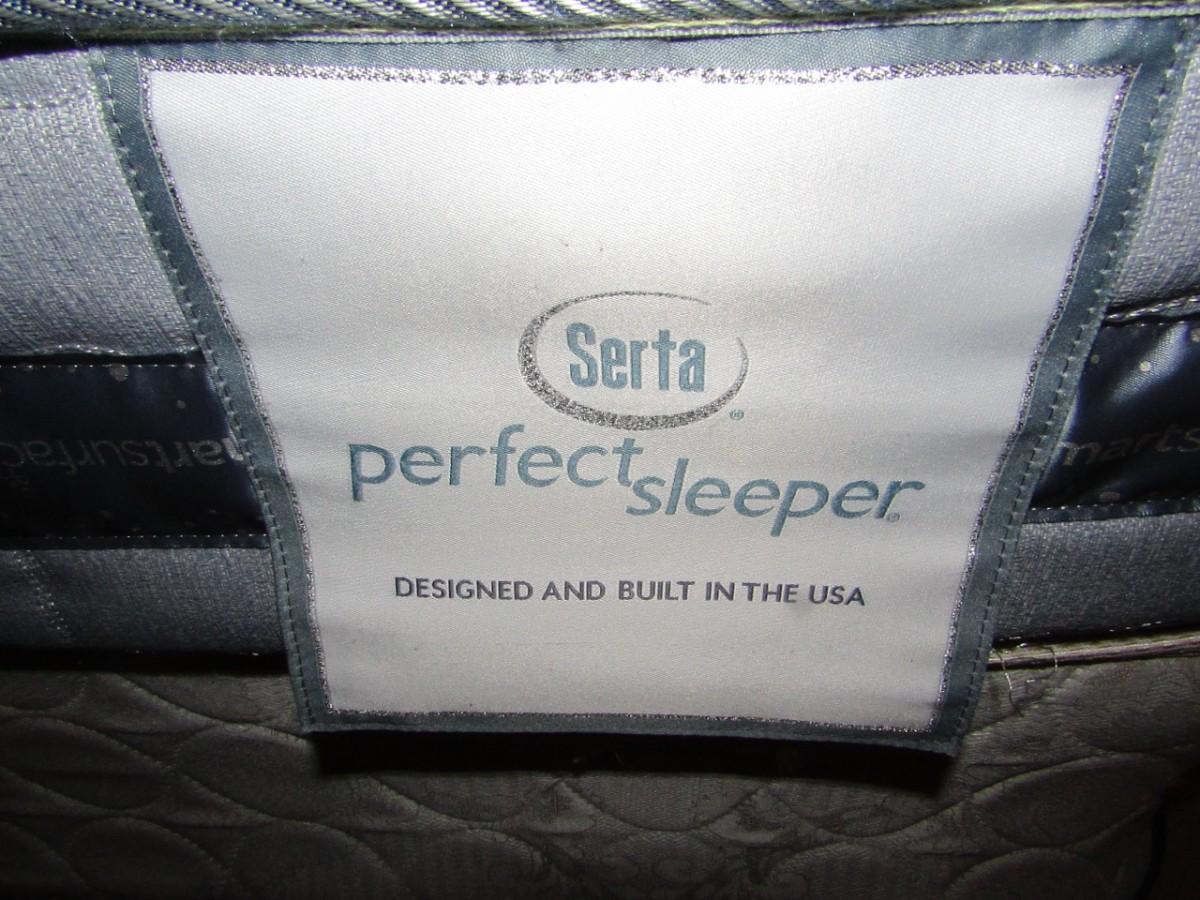 Serta®
perfect
sleeper®
DESIGNED AND BUILT IN THE USA